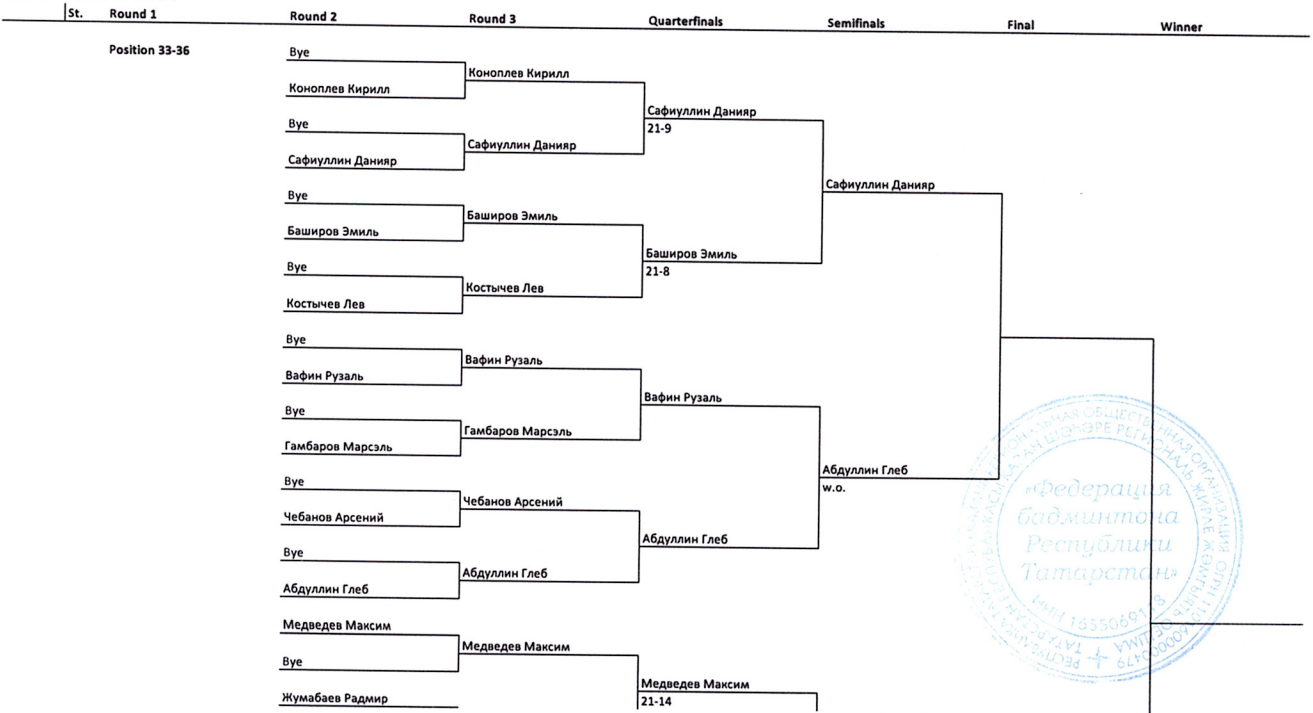 St. Round 1 Round 2 Round 3 Quarterfinals Semifinals Final Winner
Position 33-36
Bye
Коноплев Кирилл
Коноплев Кирилл
Сафиуллин Данияр
21-9
Bye
Сафиуллин Данияр
Сафиуллин Данияр
Сафиуллин Данияр
Bye
Баширов Эмиль
Баширов Эмиль
Баширов Эмиль
21-8
Bye
Костычев Лев
Костычев Лев
Bye
Вафин Рузаль
Вафин Рузаль
Вафин Рузаль
Bye
Гамбаров Марсэль
Гамбаров Марсэль
Абдуллин Глеб
w.o.
Bye
Чебанов Арсений
Чебанов Арсений
Абдуллин Глеб
Bye
Абдуллин Глеб
Абдуллин Глеб
Медведев Максим
Медведев Максим
Bye
Медведев Максим
21-14
Жумабаев Радмир
«Федерация
бадминтона
Республики
Татарстан»